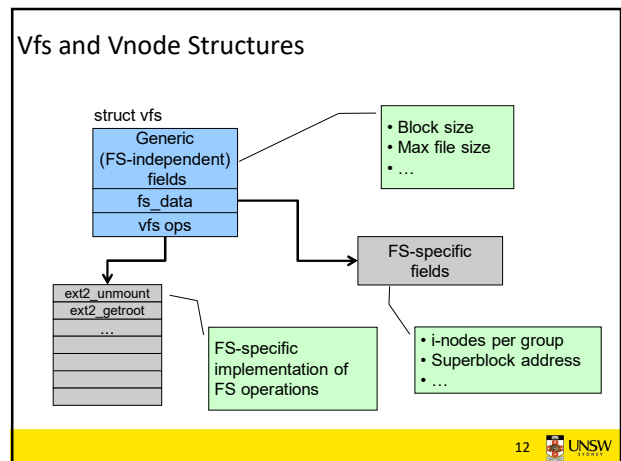 Vfs and Vnode Structures
struct vfs
Generic
(FS-independent)
fields
fs_data
vfs ops
• Block size
• Max file size
• …
FS-specific
fields
ext2_unmount
ext2_getroot
…
FS-specific
implementation of
FS operations
• i-nodes per group
• Superblock address
• …
12
UNSW
SYDNEY